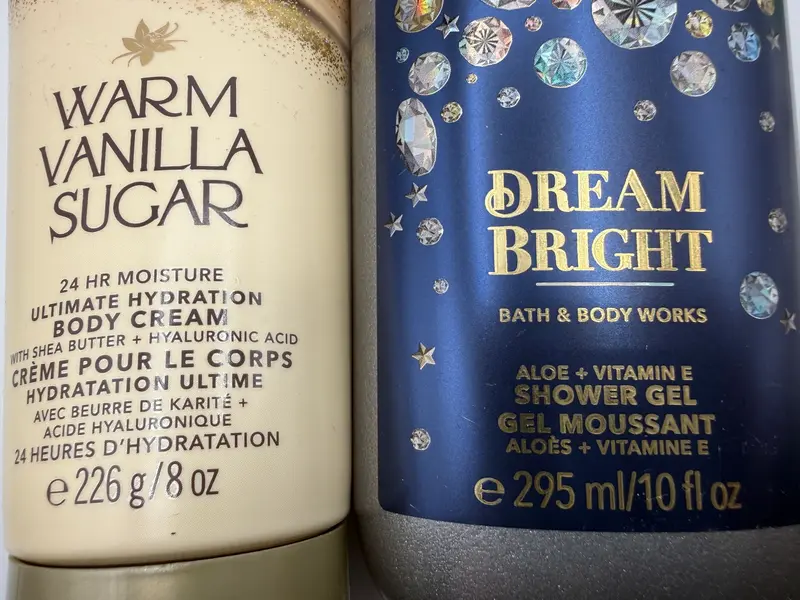 WARM
VANILLA
SUGAR
24 HR MOISTURE
ULTIMATE HYDRATION
BODY CREAM
WITH SHEA BUTTER + HYALURONIC ACID
CRÈME POUR LE CORPS
HYDRATATION ULTIME
AVEC BEURRE DE KARITÉ +
ACIDE HYALURONIQUE
24 HEURES D'HYDRATATION
e 226 g/8 oz
DREAM
BRIGHT
BATH & BODY WORKS
ALOE + VITAMIN E
SHOWER GEL
GEL MOUSSANT
ALOÈS + VITAMINE E
e 295 ml/10 fl oz